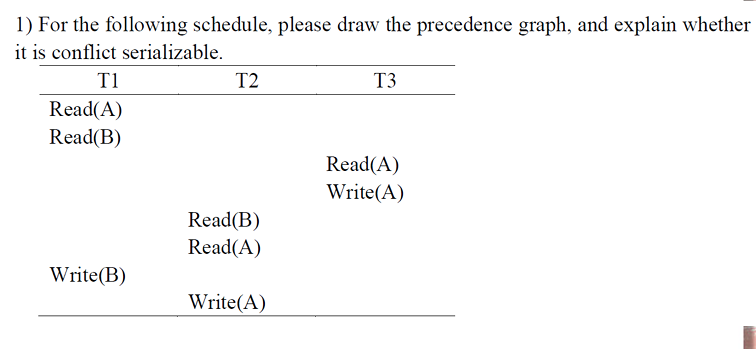 1) For the following schedule, please draw the precedence graph, and explain whether
it is conflict serializable.
T1 T2 T3
Read(A)
Read(B)
Read(A)
Write(A)
Read(B)
Read(A)
Write(B)
Write(A)